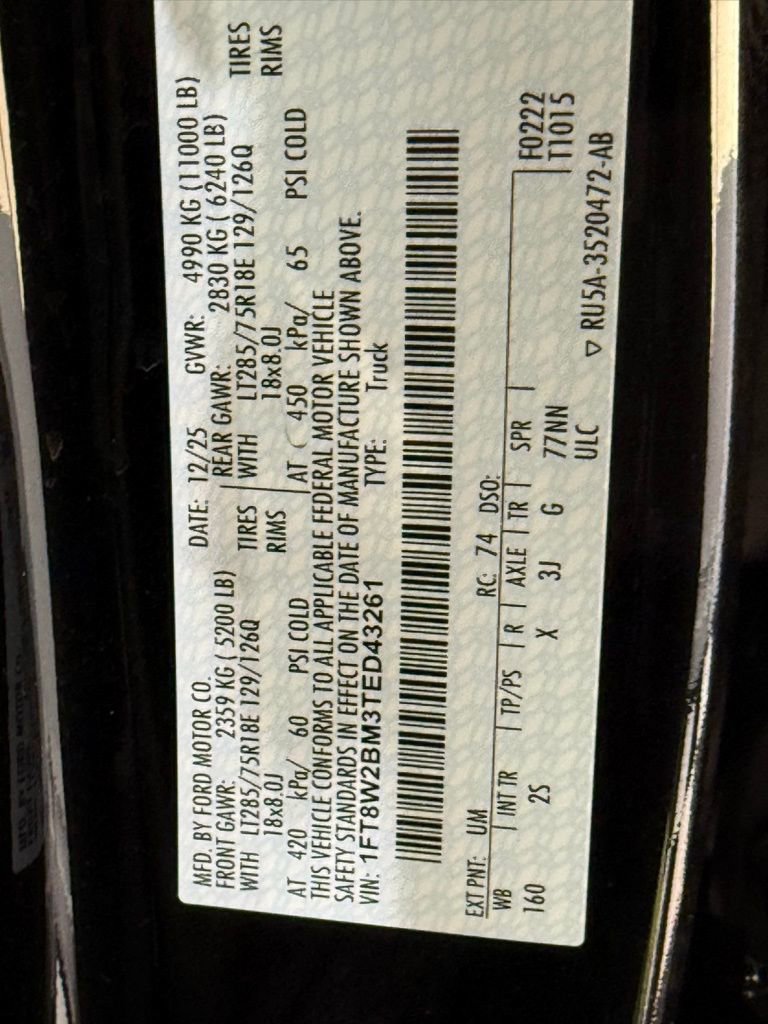 MFD. BY FORD MOTOR CO.
DATE: 12/25 GVWR: 4990 KG (11000 LB)
FRONT GAWR: 2359 KG ( 5200 LB)
REAR GAWR: 2830 KG ( 6240 LB)
WITH LT285/75R18E 129/126Q TIRES
WITH LT285/75R18E 129/126Q TIRES
18x8.0J RIMS
18x8.0J RIMS
AT 420 kPa/ 60 PSI COLD
AT 450 kPa/ 65 PSI COLD
THIS VEHICLE CONFORMS TO ALL APPLICABLE FEDERAL MOTOR VEHICLE
SAFETY STANDARDS IN EFFECT ON THE DATE OF MANUFACTURE SHOWN ABOVE.
VIN: 1FT8W2BM3TED43261 TYPE: Truck
EXT PNT: UM RC: 74 DSO:
WB INT TR TP/PS R AXLE TR SPR F0222
160 2S X 3J G 77NN T1015
ULC
▽ RU5A-3520472-AB